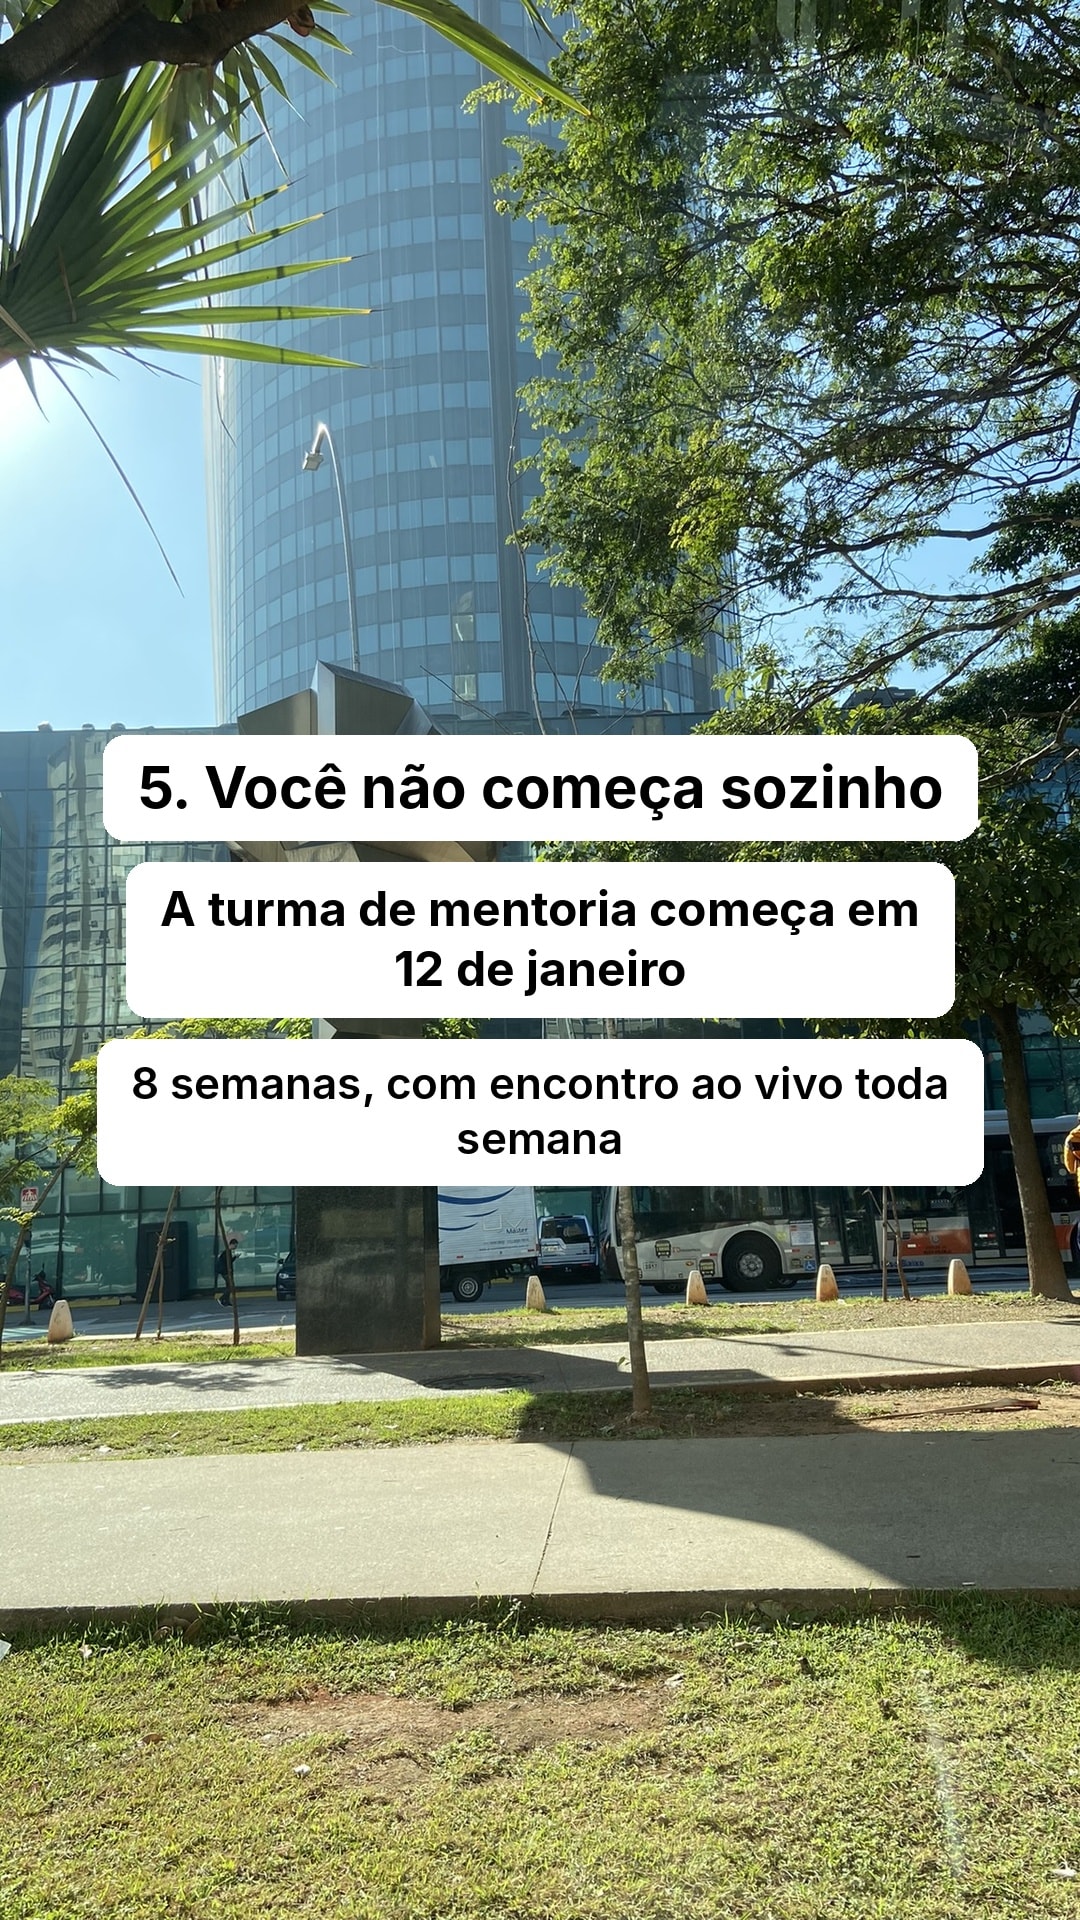 5. Você não começa sozinho
A turma de mentoria começa em
12 de janeiro
8 semanas, com encontro ao vivo toda
semana
Master